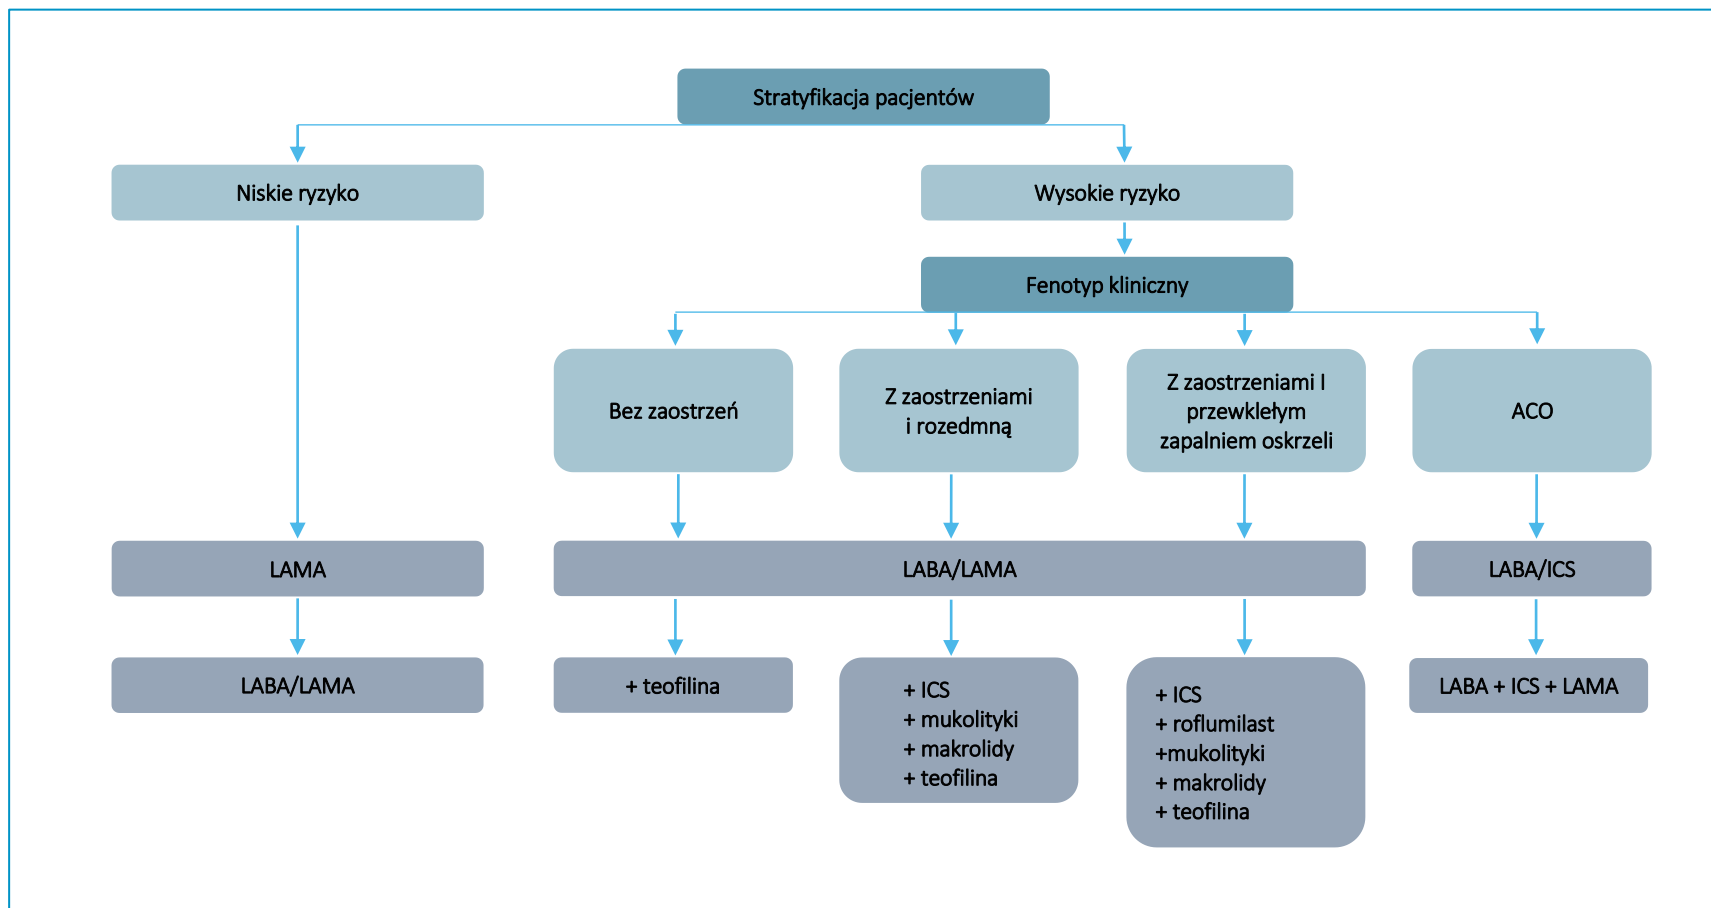 Stratyfikacja pacjentów
Niskie ryzyko
Wysokie ryzyko
Fenotyp kliniczny
Bez zaostrzeń
Z zaostrzeniami
i rozedmną
Z zaostrzeniami I
przewklełym
zapalniem oskrzeli
ACO
LAMA
LABA/LAMA
LABA/ICS
LABA/LAMA
+ teofilina
+ ICS
+ mukolityki
+ makrolidy
+ teofilina
+ ICS
+ roflumilast
+mukolityki
+ makrolidy
+ teofilina
LABA + ICS + LAMA